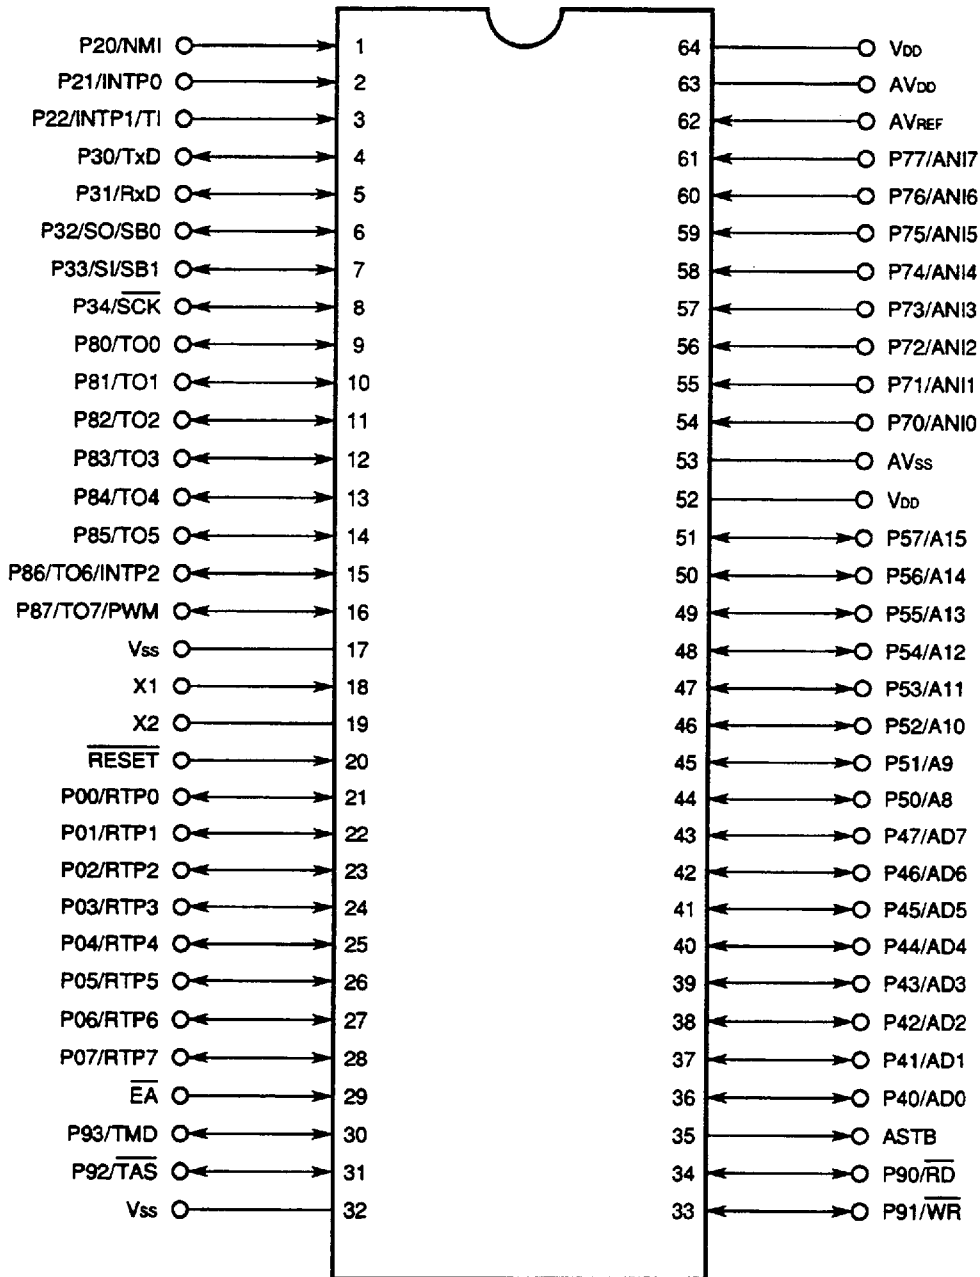 P20/NMI 1 64 VDD
P21/INTP0 2 63 AVDD
P22/INTP1/TI 3 62 AVREF
P30/TxD 4 61 P77/ANI7
P31/RxD 5 60 P76/ANI6
P32/SO/SB0 6 59 P75/ANI5
P33/SI/SB1 7 58 P74/ANI4
P34/S̅C̅K̅ 8 57 P73/ANI3
P80/TO0 9 56 P72/ANI2
P81/TO1 10 55 P71/ANI1
P82/TO2 11 54 P70/ANI0
P83/TO3 12 53 AVSS
P84/TO4 13 52 VDD
P85/TO5 14 51 P57/A15
P86/TO6/INTP2 15 50 P56/A14
P87/TO7/PWM 16 49 P55/A13
VSS 17 48 P54/A12
X1 18 47 P53/A11
X2 19 46 P52/A10
R̅E̅S̅E̅T̅ 20 45 P51/A9
P00/RTP0 21 44 P50/A8
P01/RTP1 22 43 P47/AD7
P02/RTP2 23 42 P46/AD6
P03/RTP3 24 41 P45/AD5
P04/RTP4 25 40 P44/AD4
P05/RTP5 26 39 P43/AD3
P06/RTP6 27 38 P42/AD2
P07/RTP7 28 37 P41/AD1
E̅A̅ 29 36 P40/AD0
P93/TMD 30 35 ASTB
P92/T̅A̅S̅ 31 34 P90/R̅D̅
VSS 32 33 P91/W̅R̅